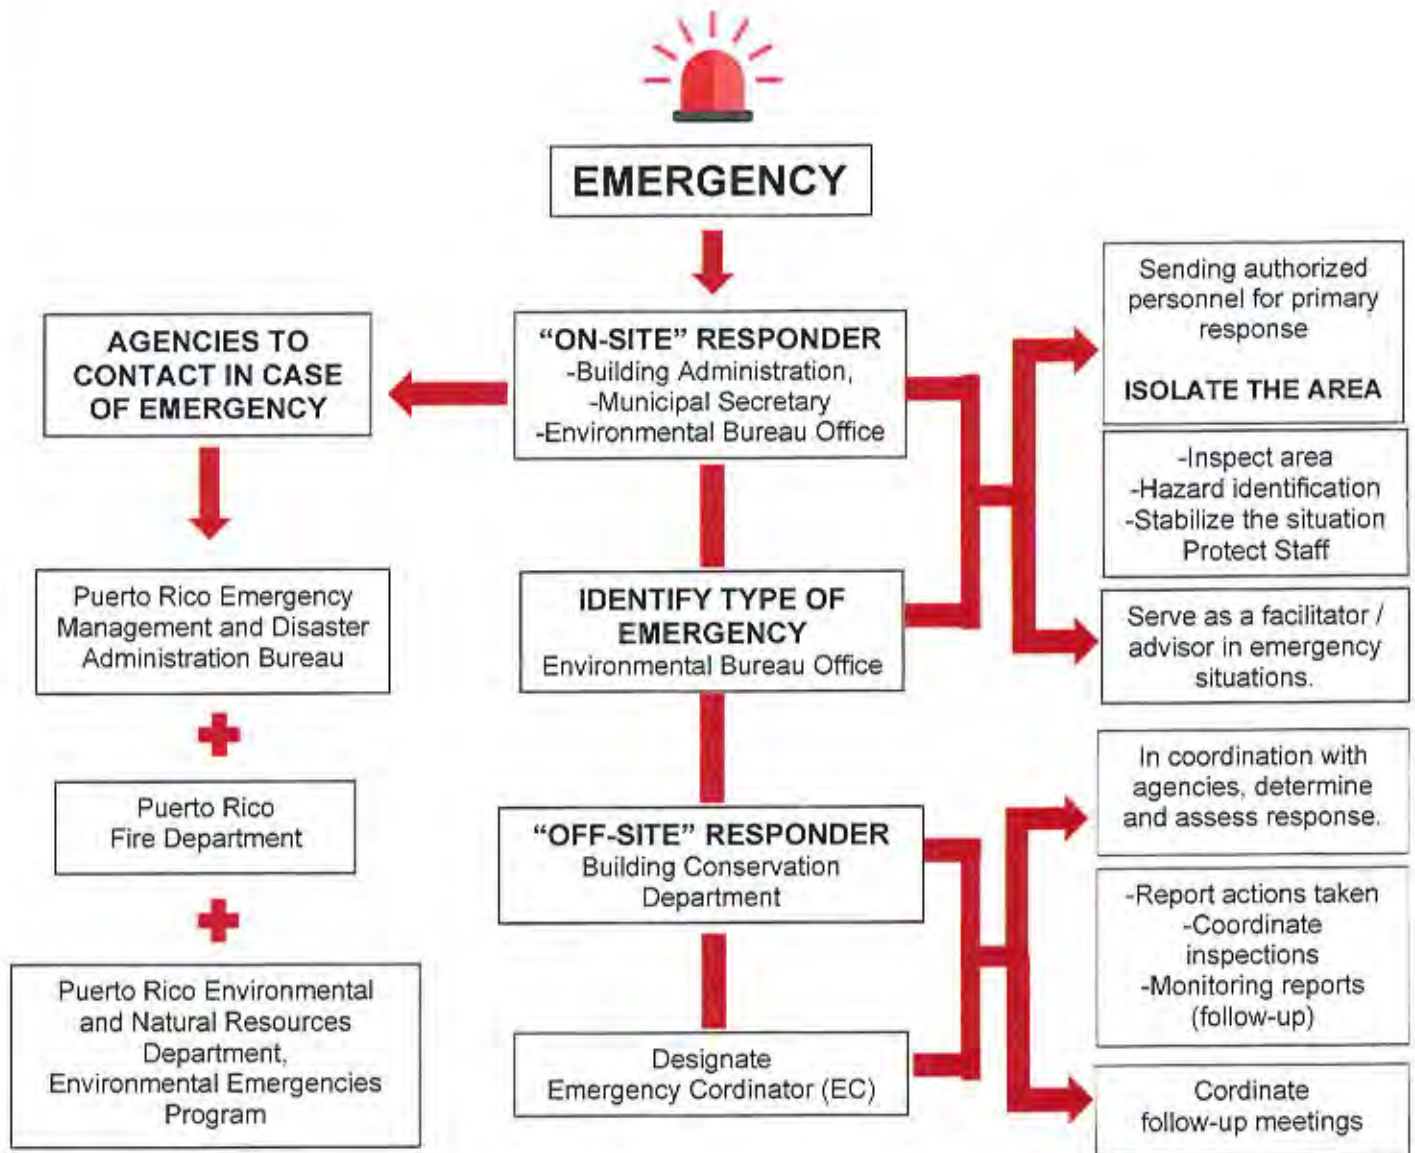 EMERGENCY
AGENCIES TO
CONTACT IN CASE
OF EMERGENCY
Puerto Rico Emergency
Management and Disaster
Administration Bureau
Puerto Rico
Fire Department
Puerto Rico Environmental
and Natural Resources
Department,
Environmental Emergencies
Program
“ON-SITE” RESPONDER
-Building Administration,
-Municipal Secretary
-Environmental Bureau Office
IDENTIFY TYPE OF
EMERGENCY
Environmental Bureau Office
“OFF-SITE” RESPONDER
Building Conservation
Department
Designate
Emergency Cordinator (EC)
Sending authorized
personnel for primary
response
ISOLATE THE AREA
-Inspect area
-Hazard identification
-Stabilize the situation
Protect Staff
Serve as a facilitator /
advisor in emergency
situations.
In coordination with
agencies, determine
and assess response.
-Report actions taken
-Coordinate
inspections
-Monitoring reports
(follow-up)
Cordinate
follow-up meetings